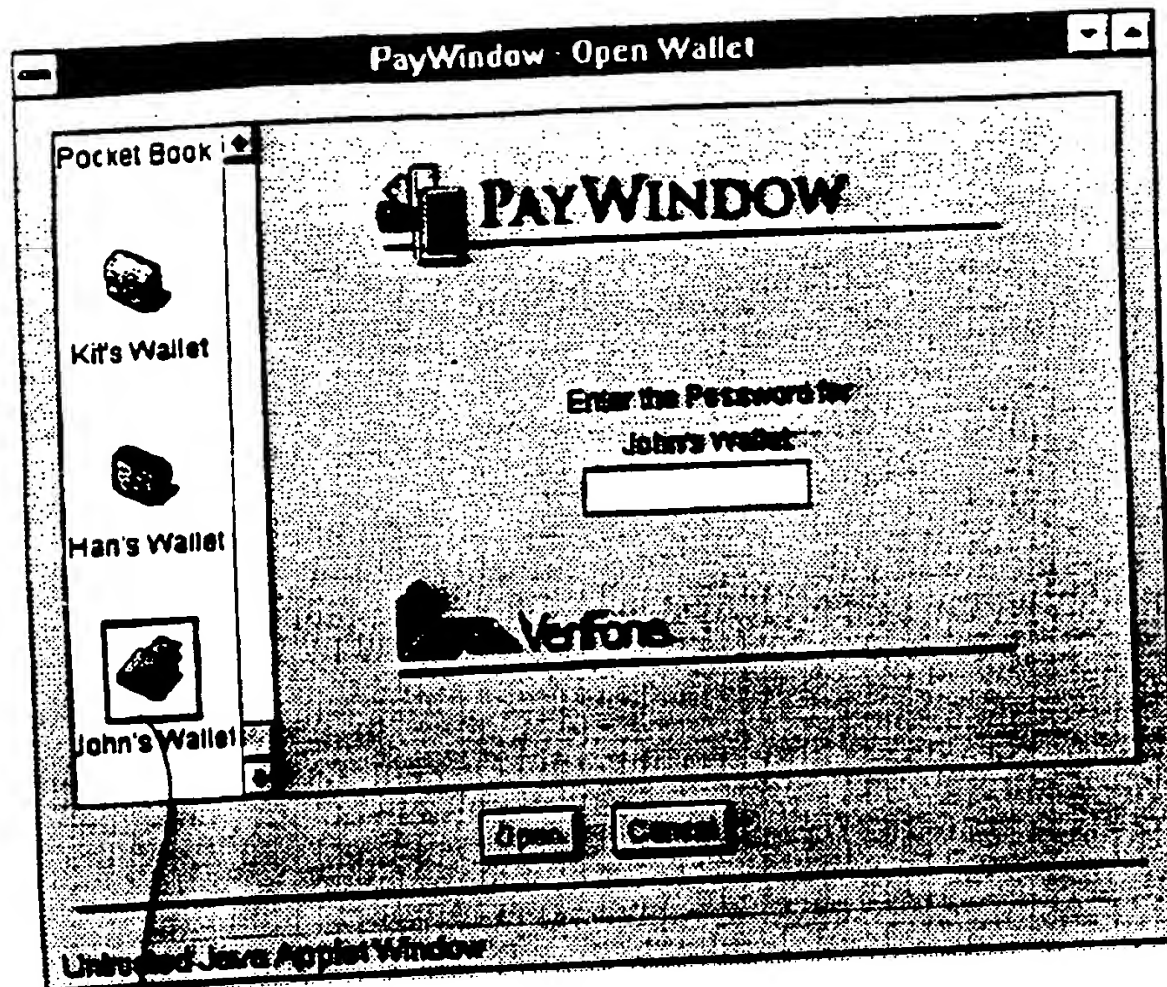 PayWindow - Open Wallet
Pocket Book
PAYWINDOW
Kit's Wallet
Enter the Password for
John's Wallet:
Han's Wallet
VeriFone
John's Wallet
Open
Cancel
Untrusted Java Applet Window